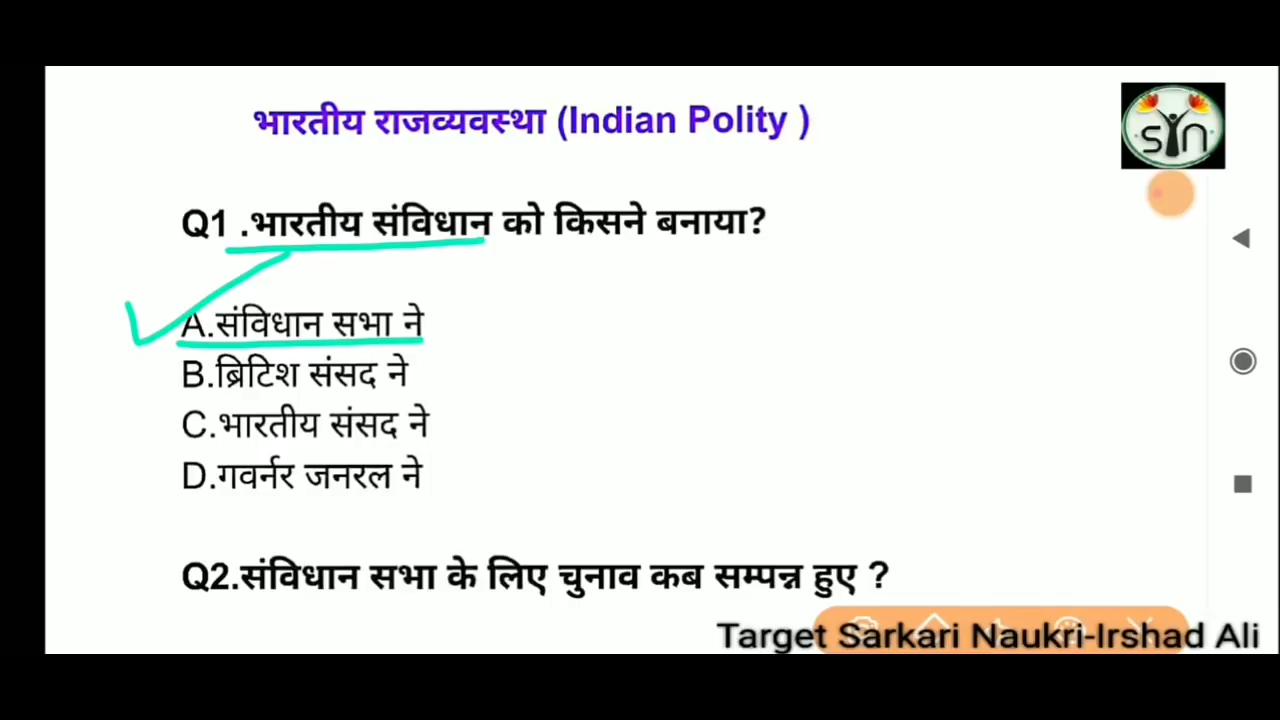 भारतीय राजव्यवस्था (Indian Polity )
SYN
Q1 .भारतीय संविधान को किसने बनाया?
A.संविधान सभा ने
B.ब्रिटिश संसद ने
C.भारतीय संसद ने
D.गवर्नर जनरल ने
Q2.संविधान सभा के लिए चुनाव कब सम्पन्न हुए ?
Target Sarkari Naukri-Irshad Ali